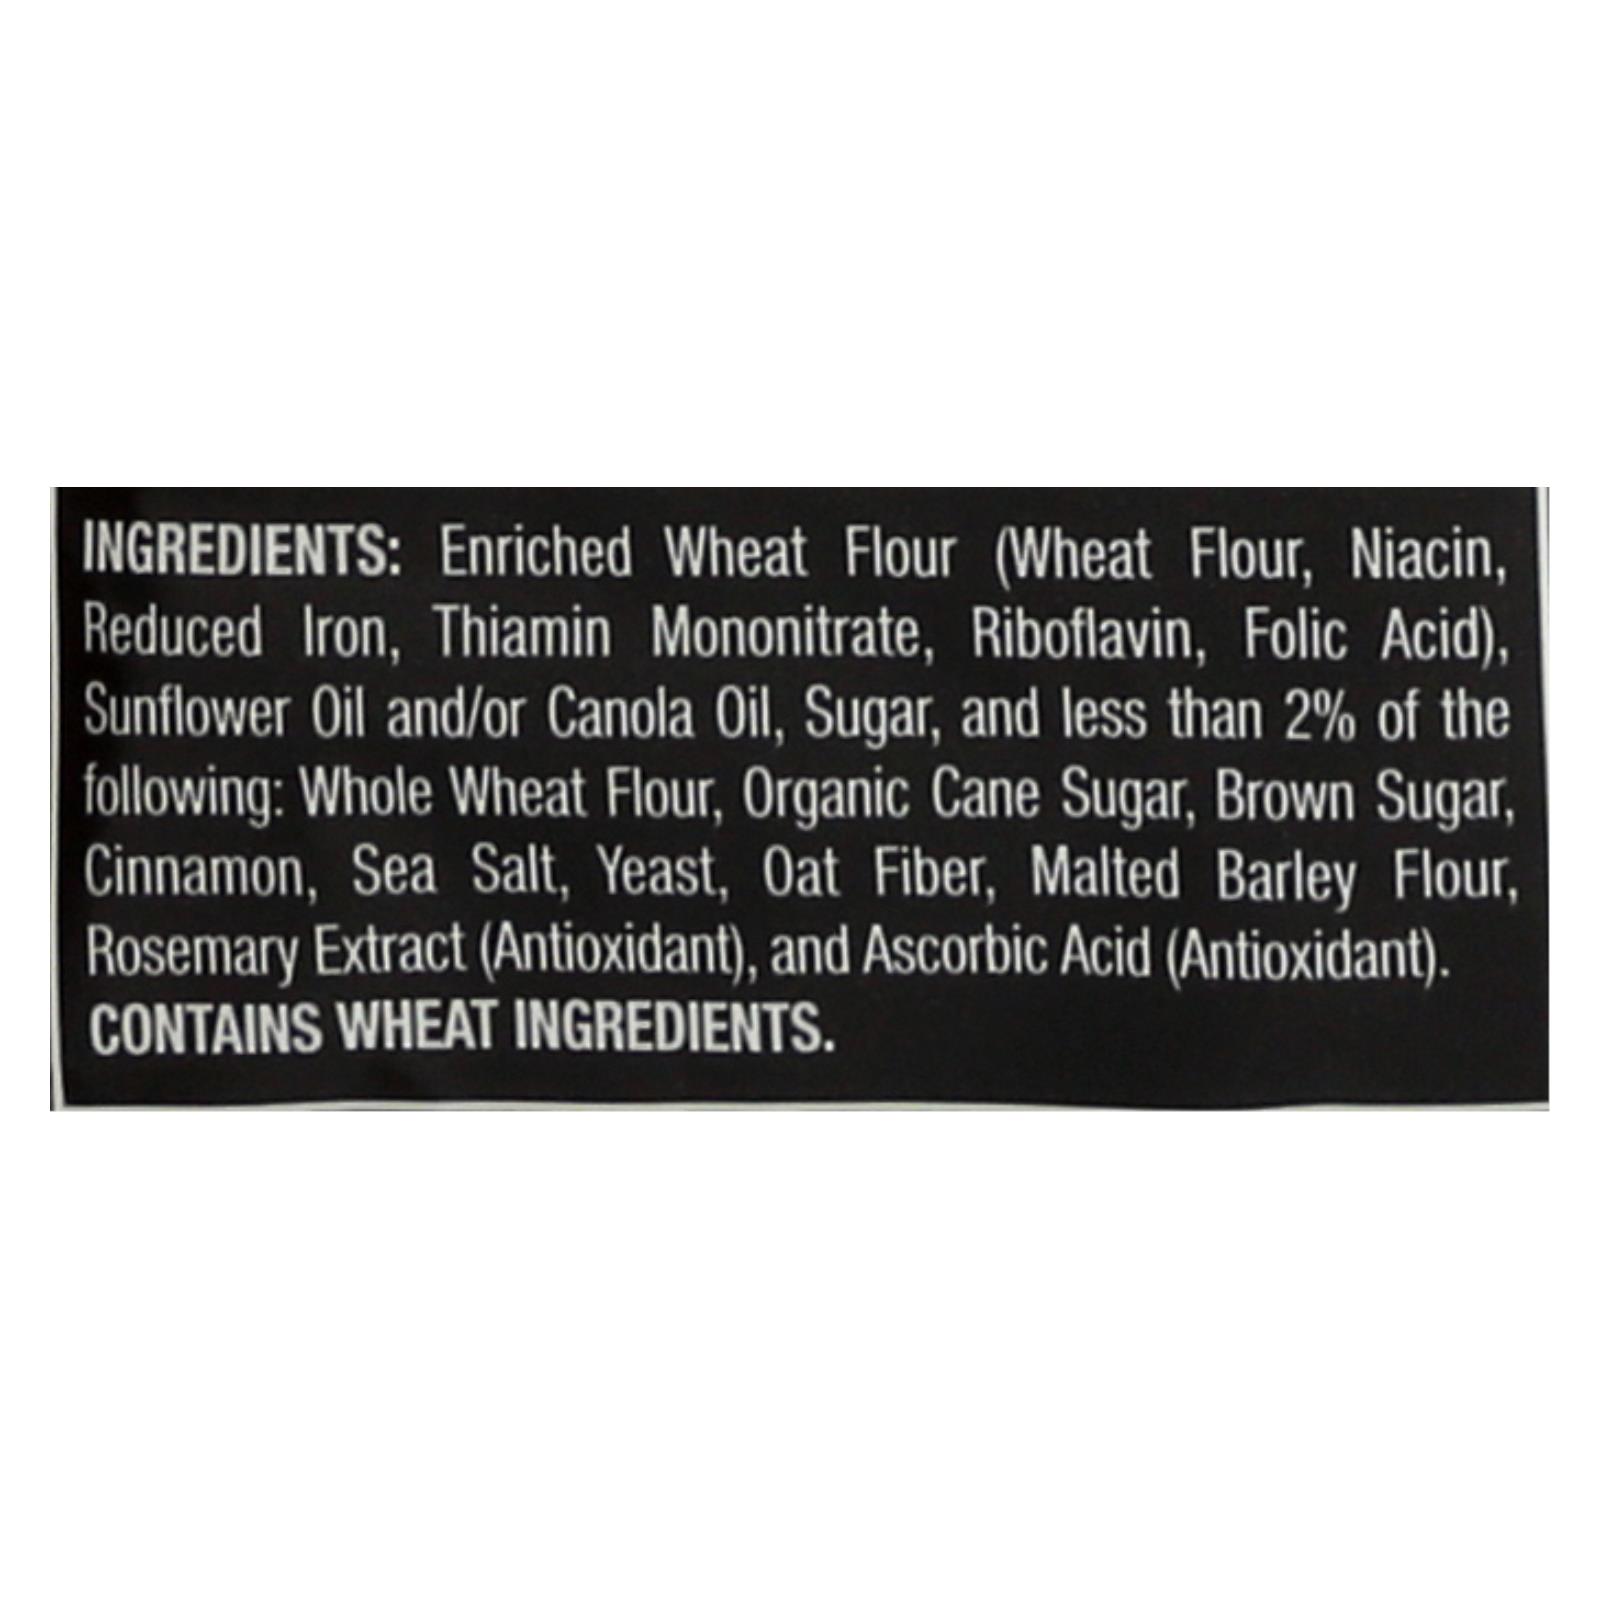 INGREDIENTS: Enriched Wheat Flour (Wheat Flour, Niacin,
Reduced Iron, Thiamin Mononitrate, Riboflavin, Folic Acid),
Sunflower Oil and/or Canola Oil, Sugar, and less than 2% of the
following: Whole Wheat Flour, Organic Cane Sugar, Brown Sugar,
Cinnamon, Sea Salt, Yeast, Oat Fiber, Malted Barley Flour,
Rosemary Extract (Antioxidant), and Ascorbic Acid (Antioxidant).
CONTAINS WHEAT INGREDIENTS.